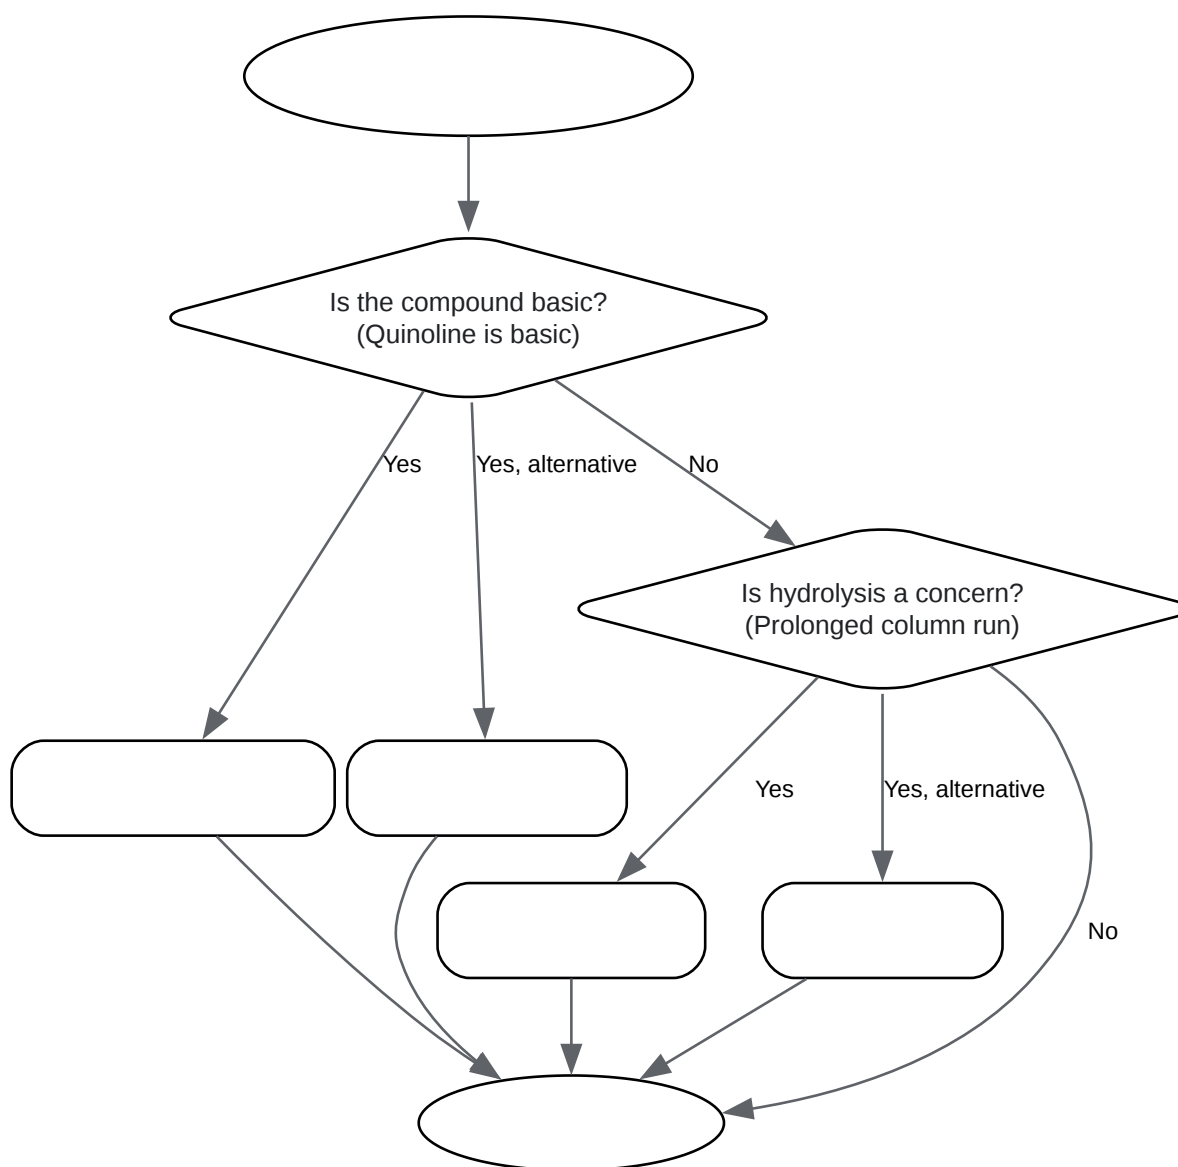 Is the compound basic?
(Quinoline is basic)
Yes
Yes, alternative
No
Is hydrolysis a concern?
(Prolonged column run)
Yes
Yes, alternative
No